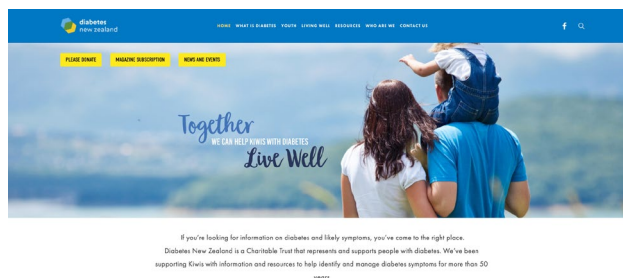 diabetes
new zealand
HOME WHAT IS DIABETES YOUTH LIVING WELL RESOURCES WHO ARE WE CONTACT US
f
PLEASE DONATE MAGAZINE SUBSCRIPTION NEWS AND EVENTS
Together
WE CAN HELP KIWIS WITH DIABETES
Live Well
If you're looking for information on diabetes and likely symptoms, you've come to the right place.
Diabetes New Zealand is a Charitable Trust that represents and supports people with diabetes. We've been
supporting Kiwis with information and resources to help identify and manage diabetes symptoms for more than 50
years